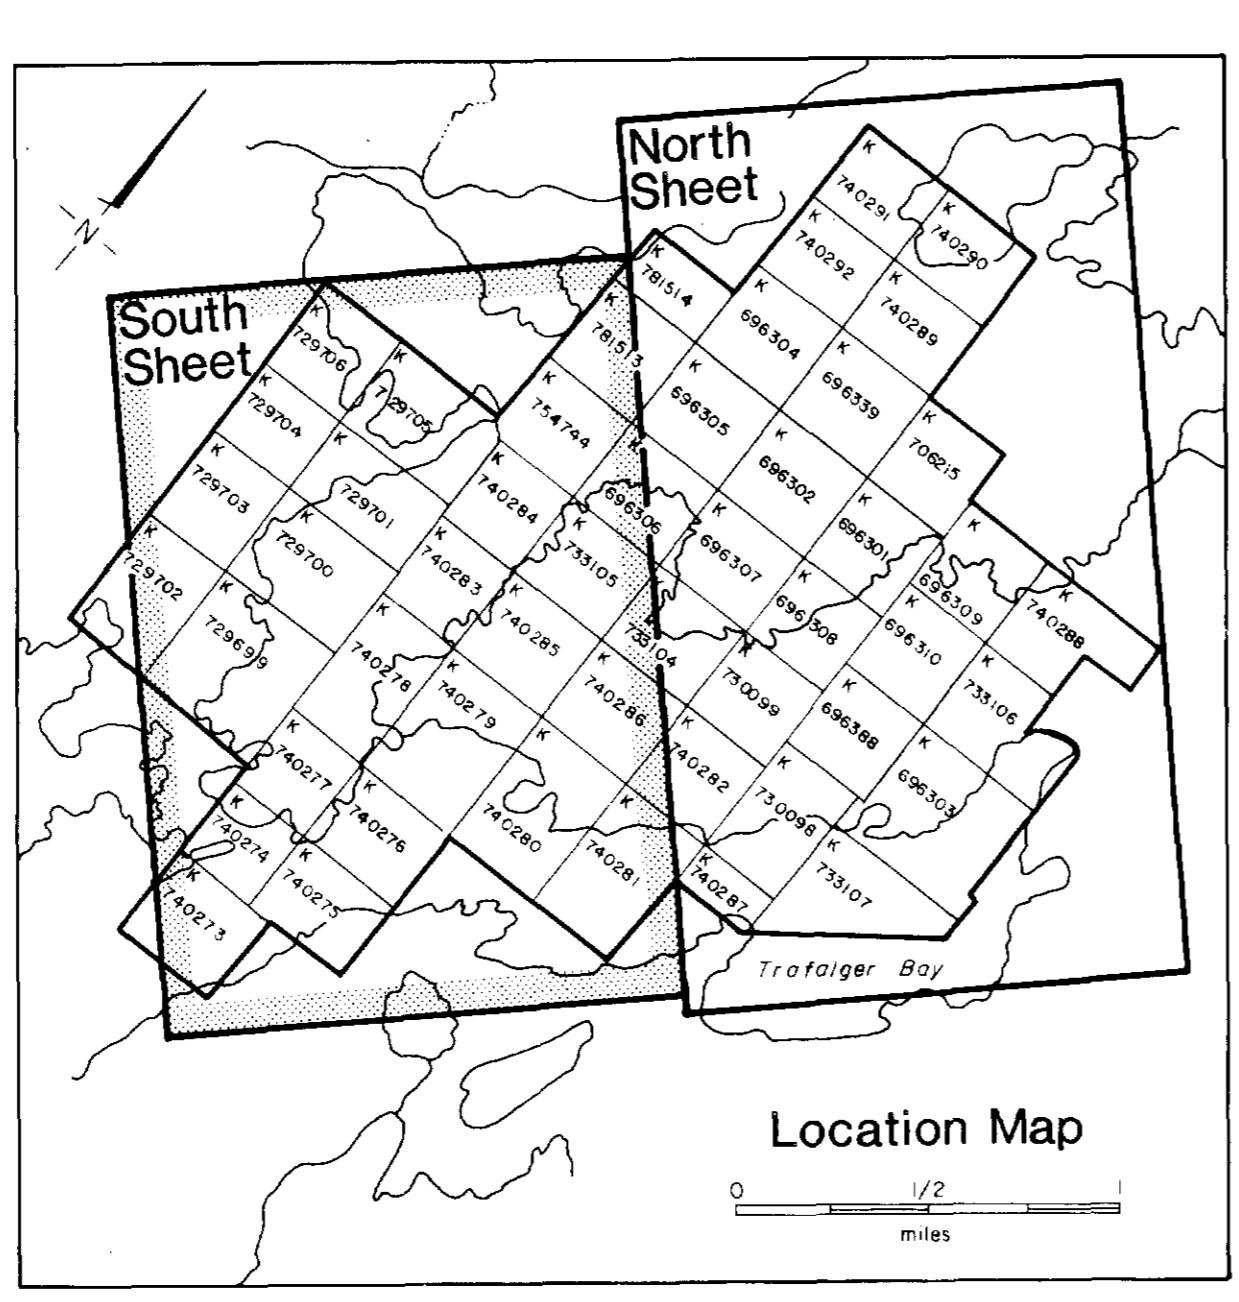 North
Sheet
N
South
Sheet
K
740291
K
740290
K
740292
K
740289
K
781514
K
696304
K
696339
K
706215
K
781513
K
696305
K
696302
K
696301
K
696309
K
740288
K
729706
K
729705
K
729704
K
729701
K
729703
K
729700
K
729702
K
729699
K
754744
K
696306
K
696307
K
696308
K
696310
K
733106
K
740284
K
733105
K
733104
K
730099
K
696388
K
696303
K
740283
K
740285
K
740286
K
740282
K
730098
K
733107
K
740278
K
740279
K
740280
K
740281
K
740287
K
740277
K
740276
K
740274
K
740275
K
740273
Trafalger Bay
Location Map
0 1/2 1
miles